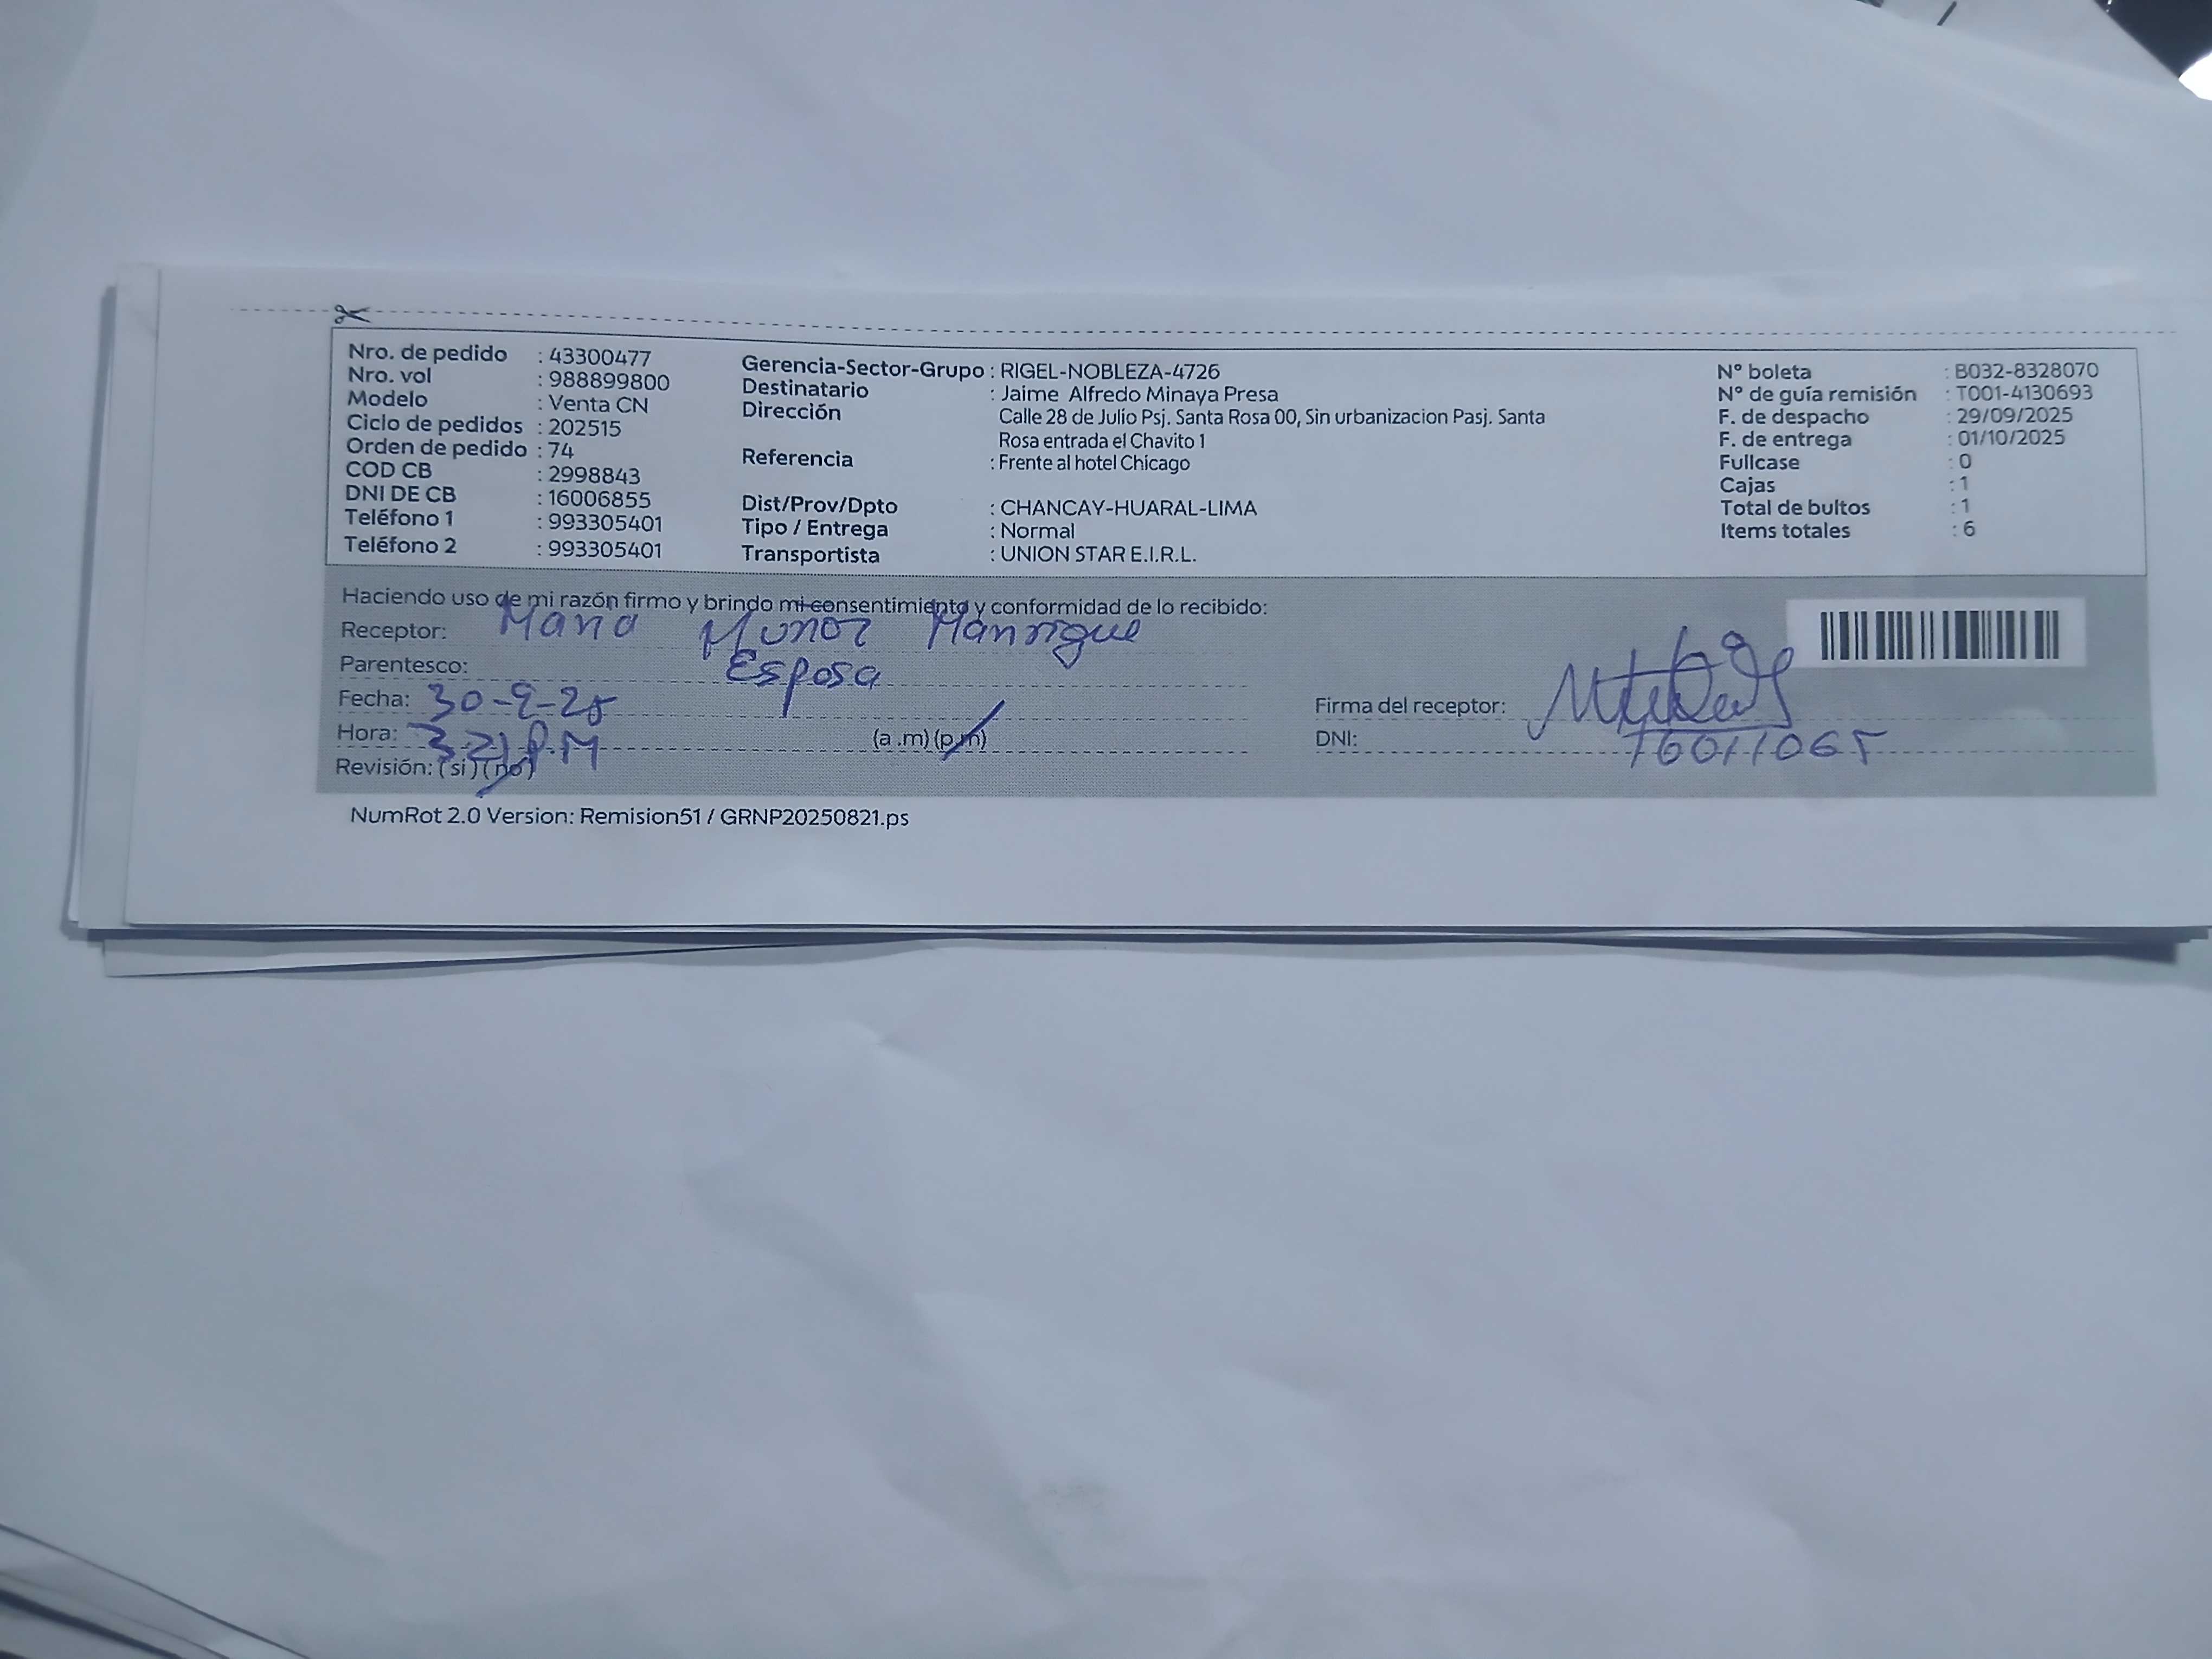 Nro. de pedido : 43300477
Nro. vol : 988899800
Modelo : Venta CN
Ciclo de pedidos : 202515
Orden de pedido : 74
COD CB : 2998843
DNI DE CB : 16006855
Teléfono 1 : 993305401
Teléfono 2 : 993305401
Gerencia-Sector-Grupo : RIGEL-NOBLEZA-4726
Destinatario : Jaime Alfredo Minaya Presa
Dirección Calle 28 de Julio Psj. Santa Rosa 00, Sin urbanizacion Pasj. Santa
Rosa entrada el Chavito 1
Referencia : Frente al hotel Chicago
Dist/Prov/Dpto : CHANCAY-HUARAL-LIMA
Tipo / Entrega : Normal
Transportista : UNION STAR E.I.R.L.
N° boleta : B032-8328070
N° de guía remisión : T001-4130693
F. de despacho : 29/09/2025
F. de entrega : 01/10/2025
Fullcase : 0
Cajas : 1
Total de bultos : 1
Items totales : 6
Haciendo uso de mi razón firmo y brindo mi consentimiento y conformidad de lo recibido:
Receptor: Maria Munoz Manrique
Parentesco: Esposa
Fecha: 30-9-25
Hora: 3:21 P.M (a .m) (p.m)
Revisión: (si) (no)
Firma del receptor:
DNI: 16011065
NumRot 2.0 Version: Remision51 / GRNP20250821.ps